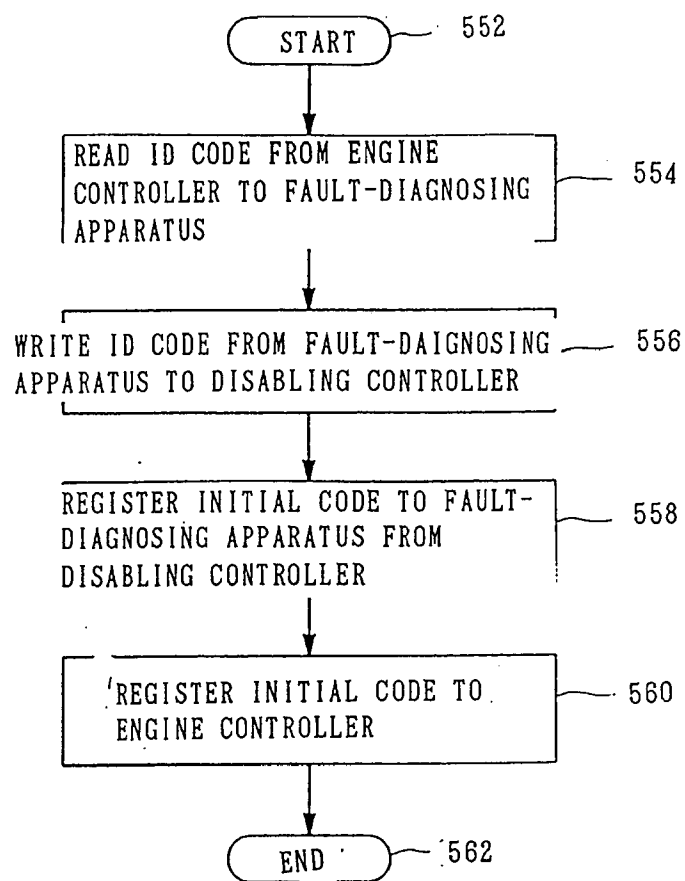 START
552
READ ID CODE FROM ENGINE
CONTROLLER TO FAULT-DIAGNOSING
APPARATUS
554
WRITE ID CODE FROM FAULT-DAIGNOSING
APPARATUS TO DISABLING CONTROLLER
556
REGISTER INITIAL CODE TO FAULT-
DIAGNOSING APPARATUS FROM
DISABLING CONTROLLER
558
REGISTER INITIAL CODE TO
ENGINE CONTROLLER
560
END
562